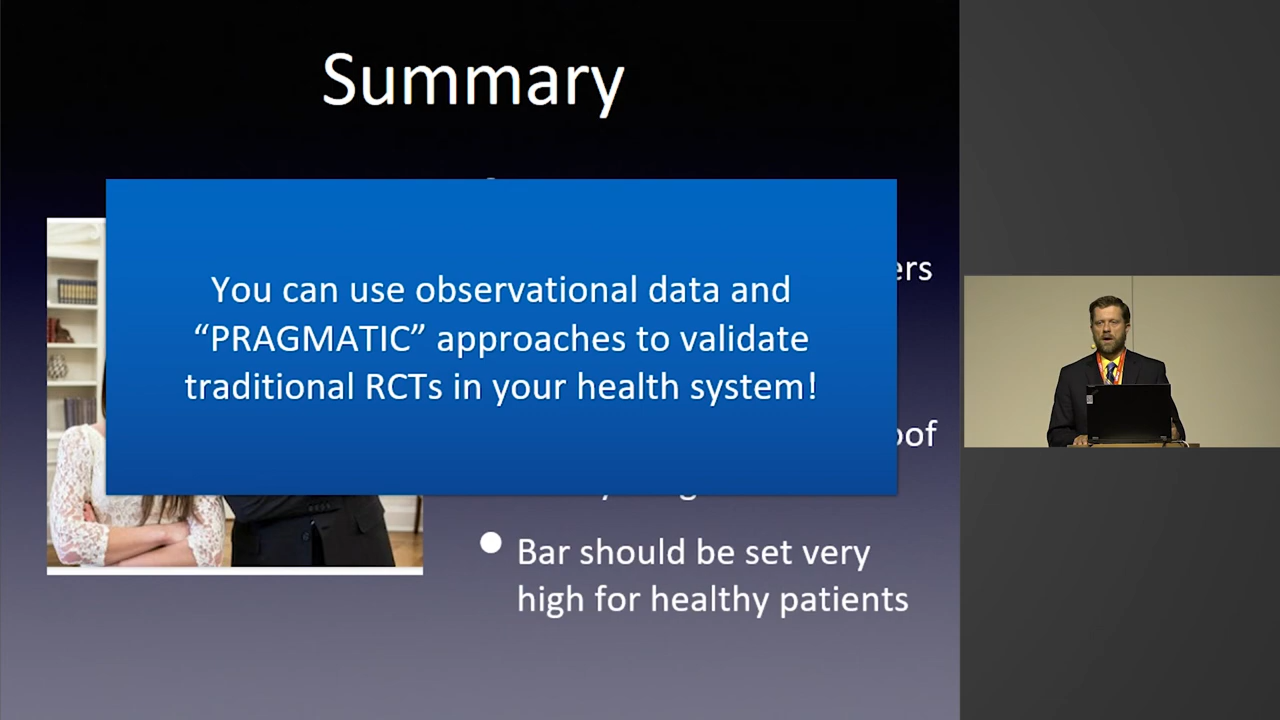 Summary
ers
You can use observational data and
“PRAGMATIC” approaches to validate
traditional RCTs in your health system!
oof
Bar should be set very
high for healthy patients